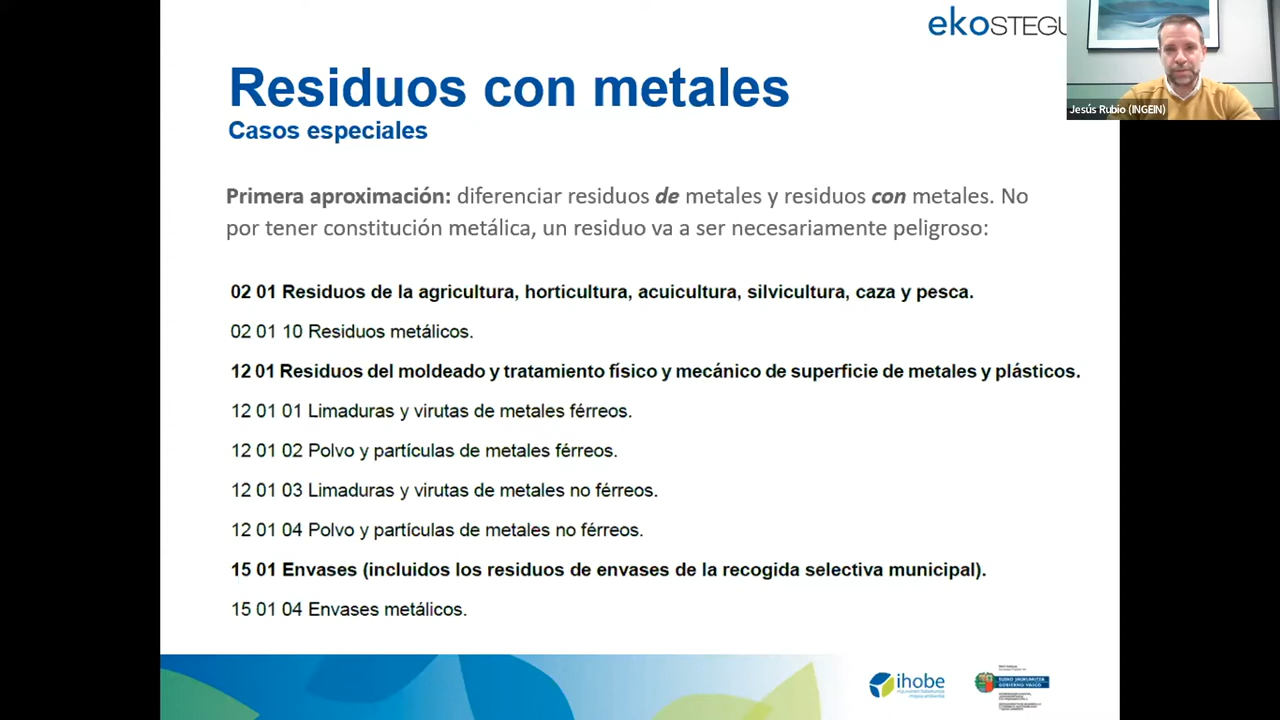 ekoSTEGU
Residuos con metales
Casos especiales
Jesús Rubio (INGEIN)
Primera aproximación: diferenciar residuos de metales y residuos con metales. No
por tener constitución metálica, un residuo va a ser necesariamente peligroso:
02 01 Residuos de la agricultura, horticultura, acuicultura, silvicultura, caza y pesca.
02 01 10 Residuos metálicos.
12 01 Residuos del moldeado y tratamiento físico y mecánico de superficie de metales y plásticos.
12 01 01 Limaduras y virutas de metales férreos.
12 01 02 Polvo y partículas de metales férreos.
12 01 03 Limaduras y virutas de metales no férreos.
12 01 04 Polvo y partículas de metales no férreos.
15 01 Envases (incluidos los residuos de envases de la recogida selectiva municipal).
15 01 04 Envases metálicos.
ihobe
EUSKO JAURLARITZA
GOBIERNO VASCO